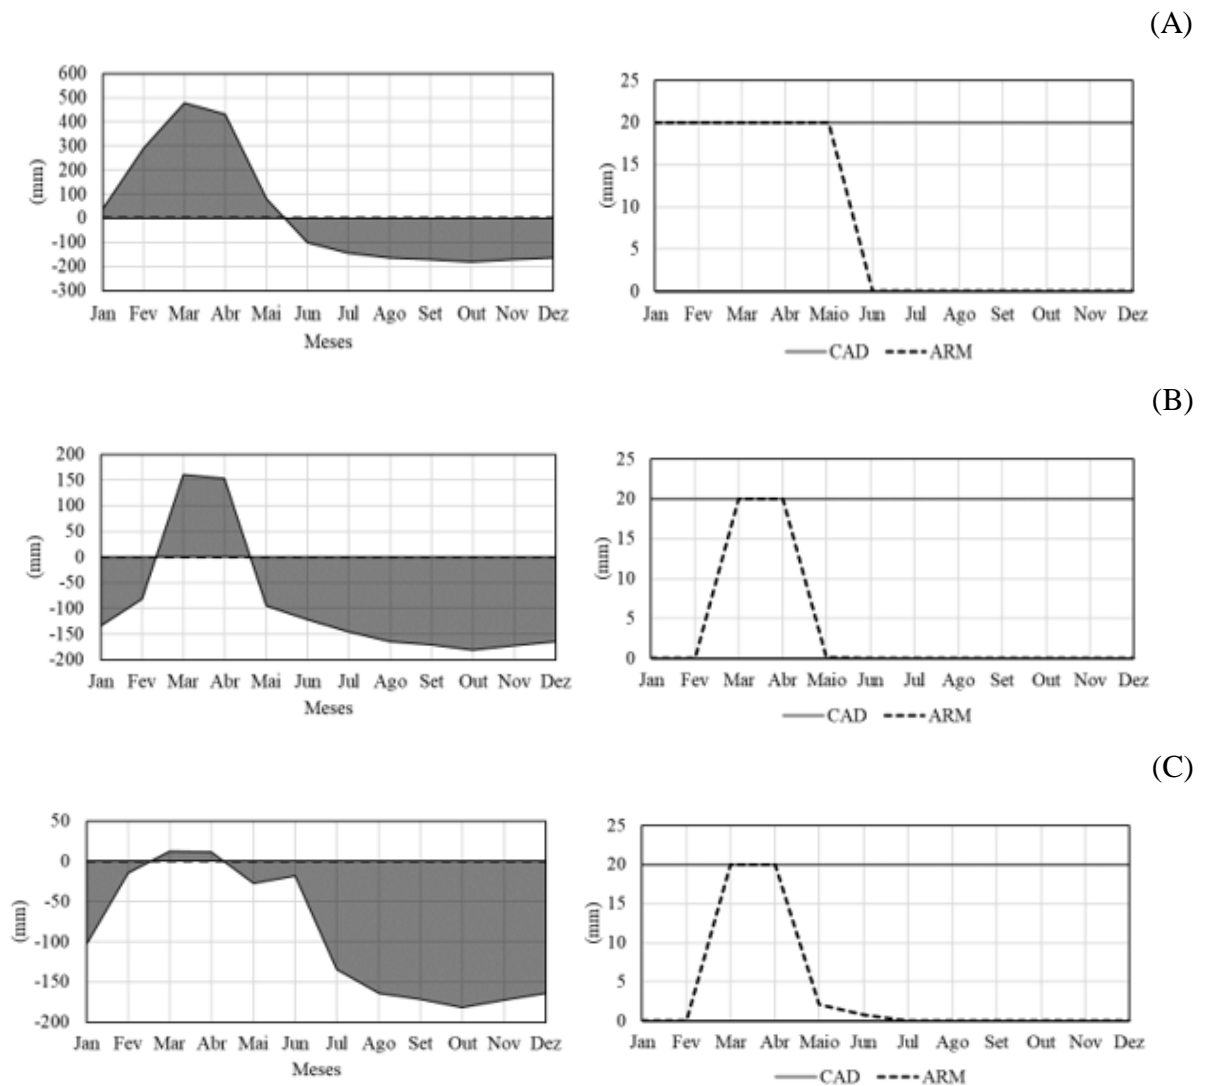 (A)
600
500
400
300
200
100
0
-100
-200
-300
(mm)
Jan Fev Mar Abr Mai Jun Jul Ago Set Out Nov Dez
Meses
25
20
15
10
5
0
(mm)
Jan Fev Mar Abr Maio Jun Jul Ago Set Out Nov Dez
CAD ARM
(B)
200
150
100
50
0
-50
-100
-150
-200
(mm)
Jan Fev Mar Abr Mai Jun Jul Ago Set Out Nov Dez
Meses
25
20
15
10
5
0
(mm)
Jan Fev Mar Abr Maio Jun Jul Ago Set Out Nov Dez
CAD ARM
(C)
50
0
-50
-100
-150
-200
(mm)
Jan Fev Mar Abr Mai Jun Jul Ago Set Out Nov Dez
Meses
25
20
15
10
5
0
(mm)
Jan Fev Mar Abr Maio Jun Jul Ago Set Out Nov Dez
CAD ARM